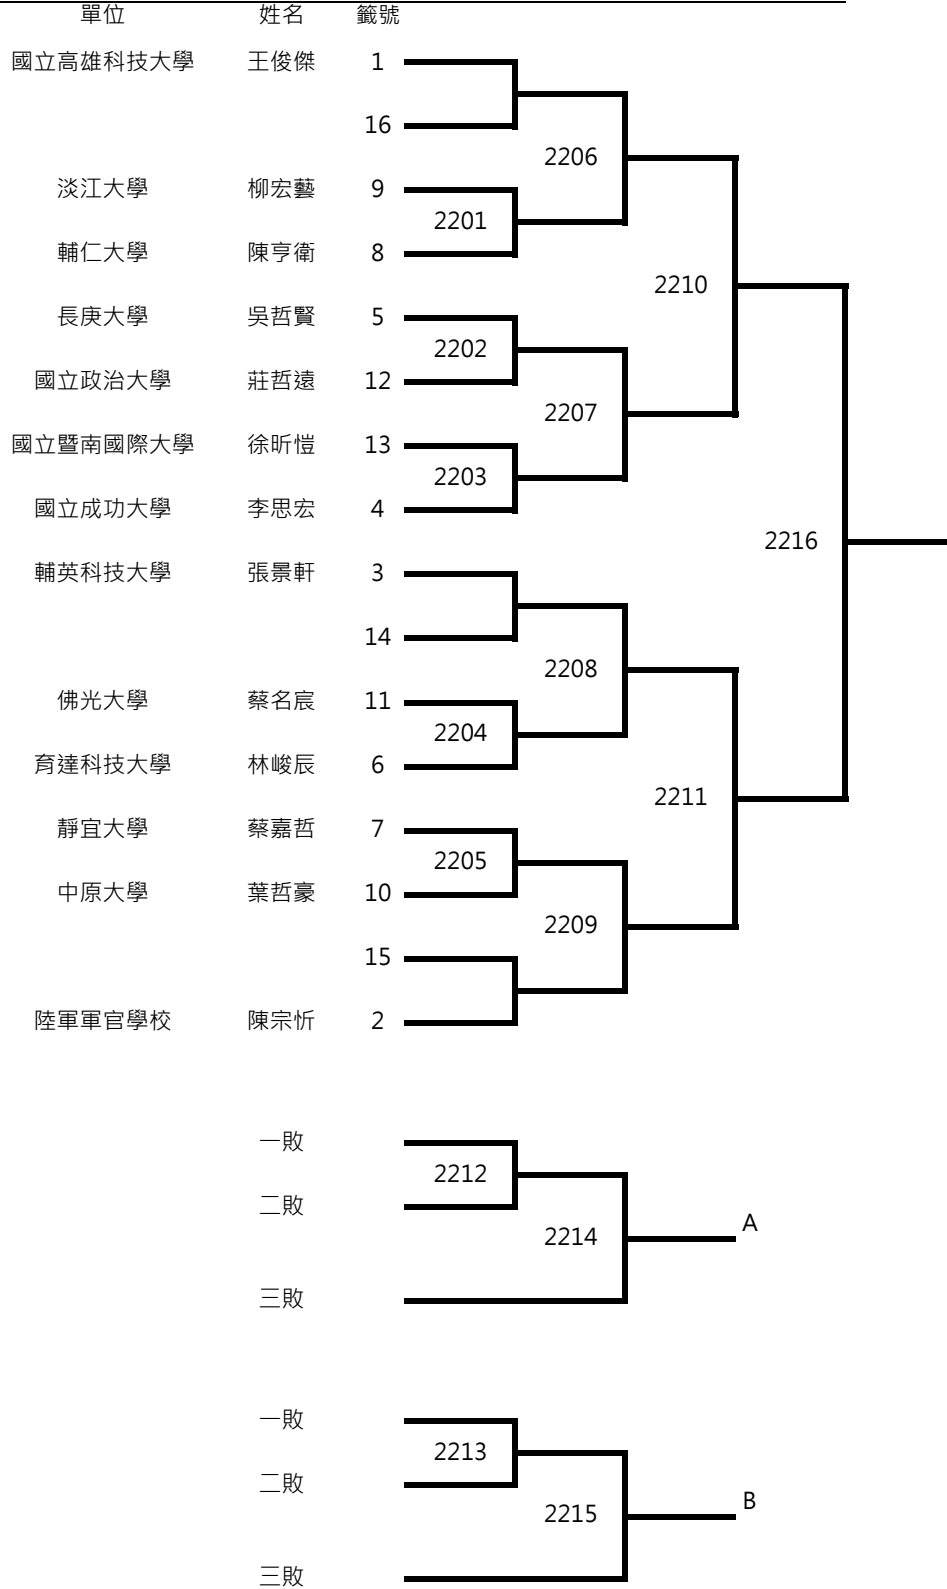 單位 姓名 籤號
國立高雄科技大學 王俊傑 1
16
2206
淡江大學 柳宏藝 9
2201
輔仁大學 陳亨衛 8
2210
長庚大學 吳哲賢 5
2202
國立政治大學 莊哲遠 12
2207
國立暨南國際大學 徐昕愷 13
2203
國立成功大學 李思宏 4
2216
輔英科技大學 張景軒 3
14
2208
佛光大學 蔡名宸 11
2204
育達科技大學 林峻辰 6
2211
靜宜大學 蔡嘉哲 7
2205
中原大學 葉哲豪 10
2209
15
陸軍軍官學校 陳宗忻 2
一敗
2212
二敗
A
2214
三敗
一敗
2213
二敗
B
2215
三敗